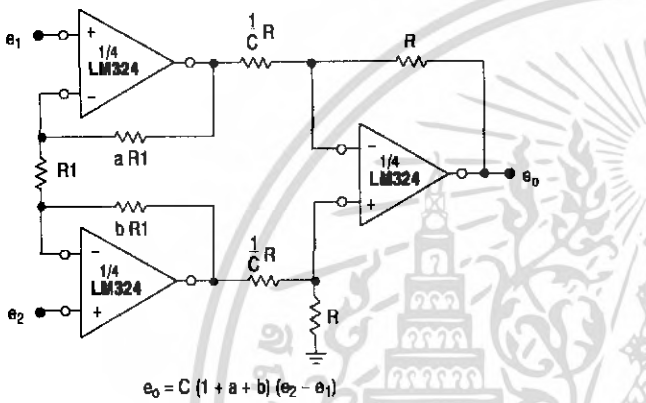 e₁
+
1/4
LM324
−
a R1
R1
b R1
−
1/4
LM324
+
e₂
1/C R
R
−
1/4
LM324
+
e₀
1/C R
R
e₀ = C (1 + a + b) (e₂ − e₁)